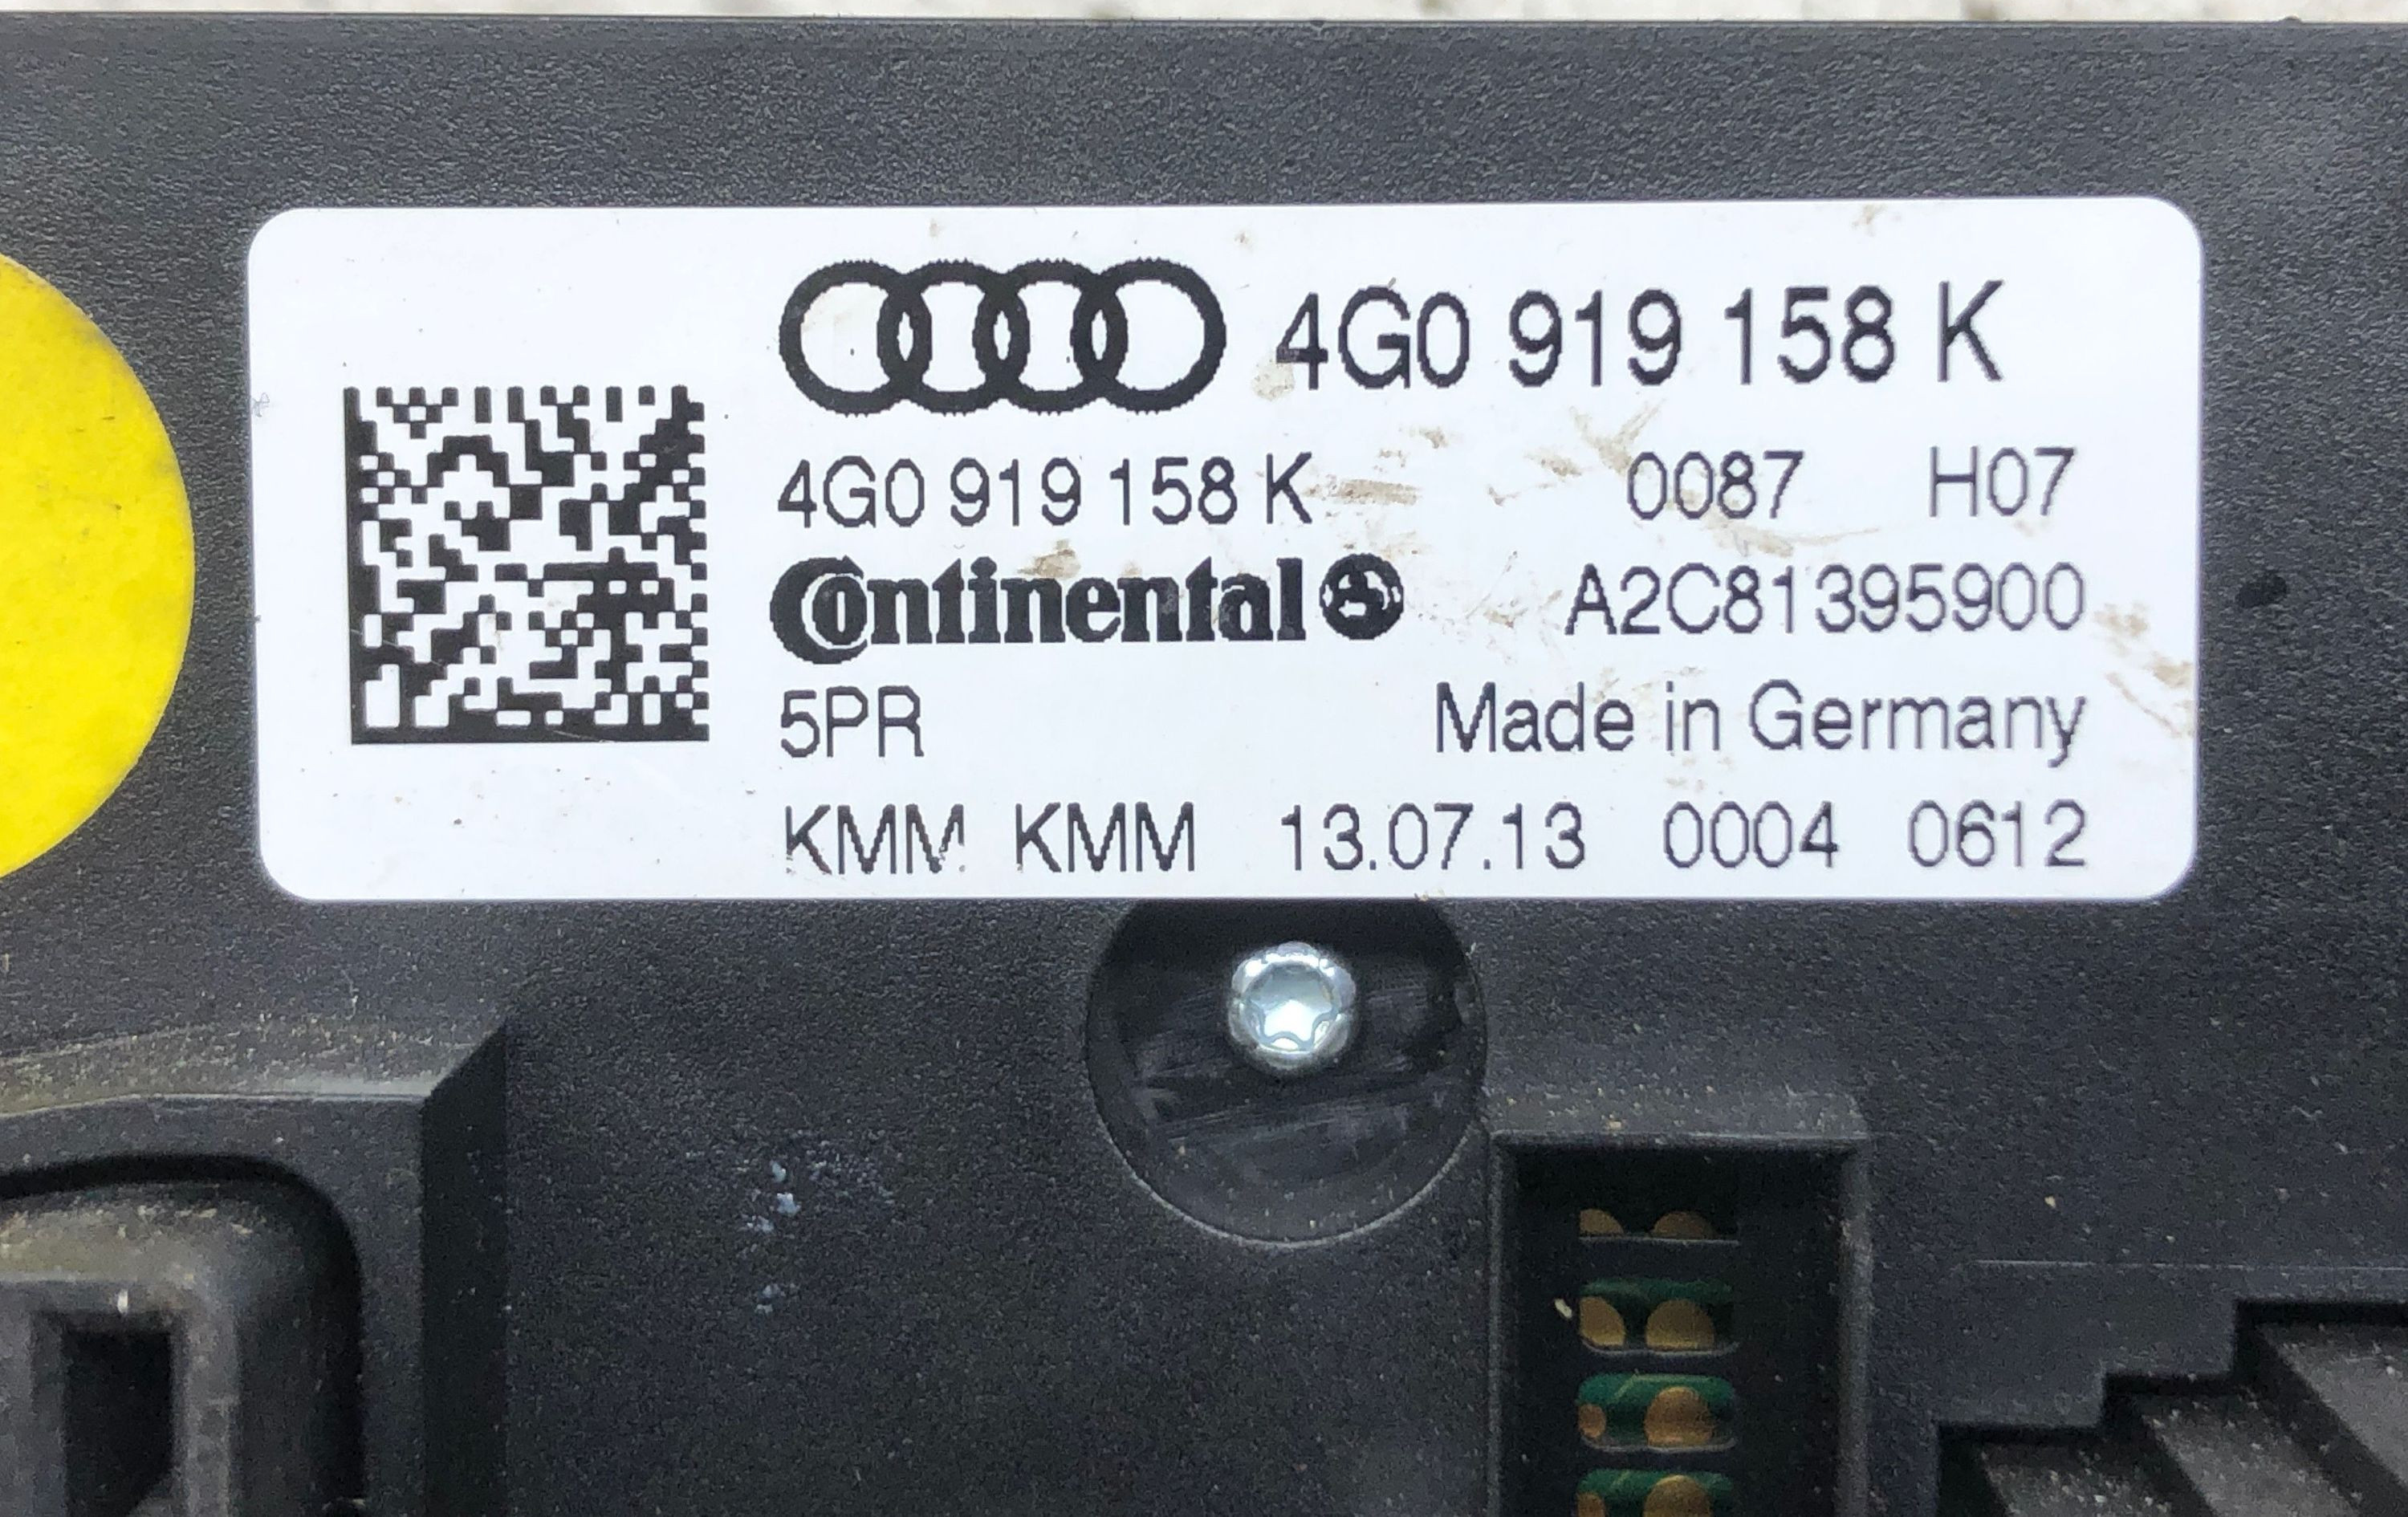 4G0 919 158 K
4G0 919 158 K 0087 H07
Continental A2C81395900
5PR Made in Germany
KMM KMM 13.07.13 0004 0612